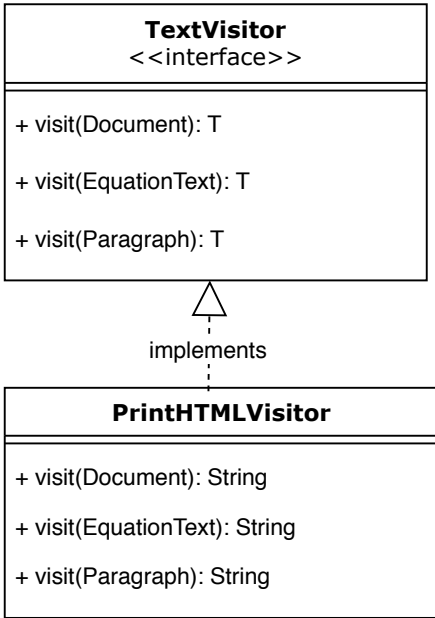 TextVisitor
<<interface>>
+ visit(Document): T
+ visit(EquationText): T
+ visit(Paragraph): T
implements
PrintHTMLVisitor
+ visit(Document): String
+ visit(EquationText): String
+ visit(Paragraph): String